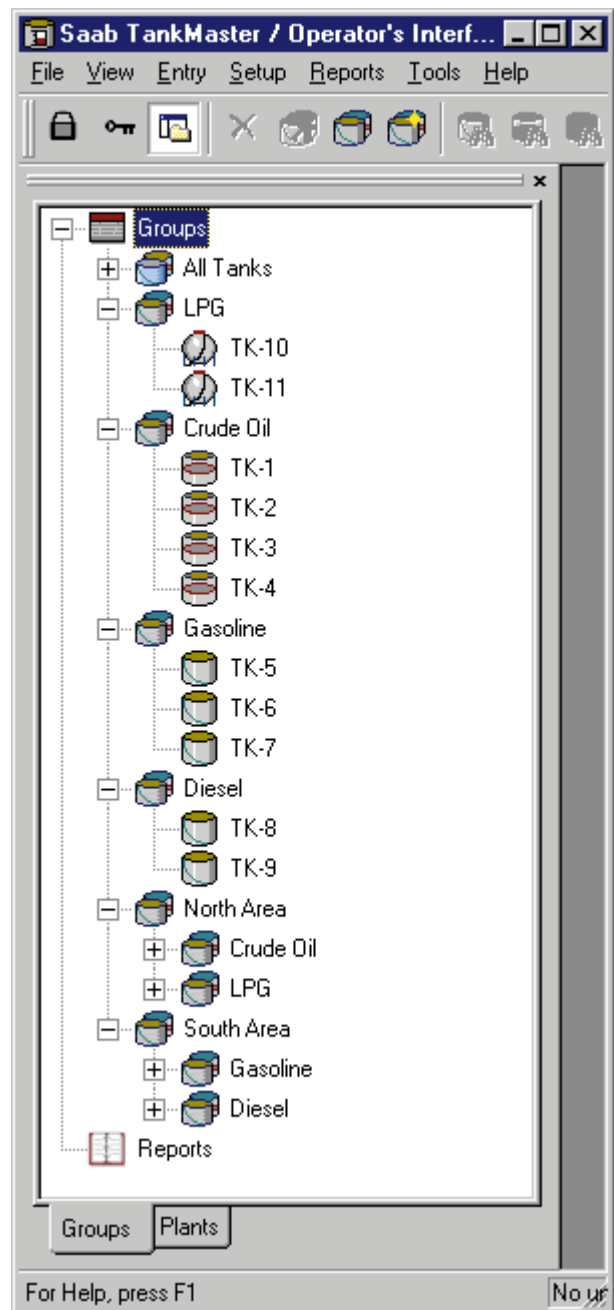 Saab TankMaster / Operator's Interf...
File View Entry Setup Reports Tools Help
Groups
All Tanks
LPG
TK-10
TK-11
Crude Oil
TK-1
TK-2
TK-3
TK-4
Gasoline
TK-5
TK-6
TK-7
Diesel
TK-8
TK-9
North Area
Crude Oil
LPG
South Area
Gasoline
Diesel
Reports
Groups Plants
For Help, press F1 No